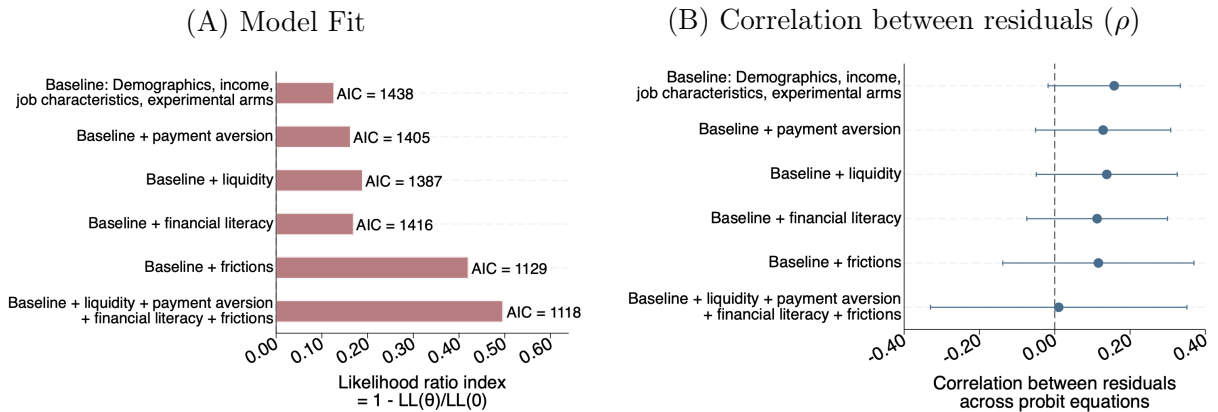 (A) Model Fit
Baseline: Demographics, income,
job characteristics, experimental arms
AIC = 1438
Baseline + payment aversion
AIC = 1405
Baseline + liquidity
AIC = 1387
Baseline + financial literacy
AIC = 1416
Baseline + frictions
AIC = 1129
Baseline + liquidity + payment aversion
+ financial literacy + frictions
AIC = 1118
0.00 0.10 0.20 0.30 0.40 0.50 0.60
Likelihood ratio index
= 1 - LL(θ)/LL(0)
(B) Correlation between residuals (ρ)
Baseline: Demographics, income,
job characteristics, experimental arms
Baseline + payment aversion
Baseline + liquidity
Baseline + financial literacy
Baseline + frictions
Baseline + liquidity + payment aversion
+ financial literacy + frictions
-0.40 -0.20 0.00 0.20 0.40
Correlation between residuals
across probit equations